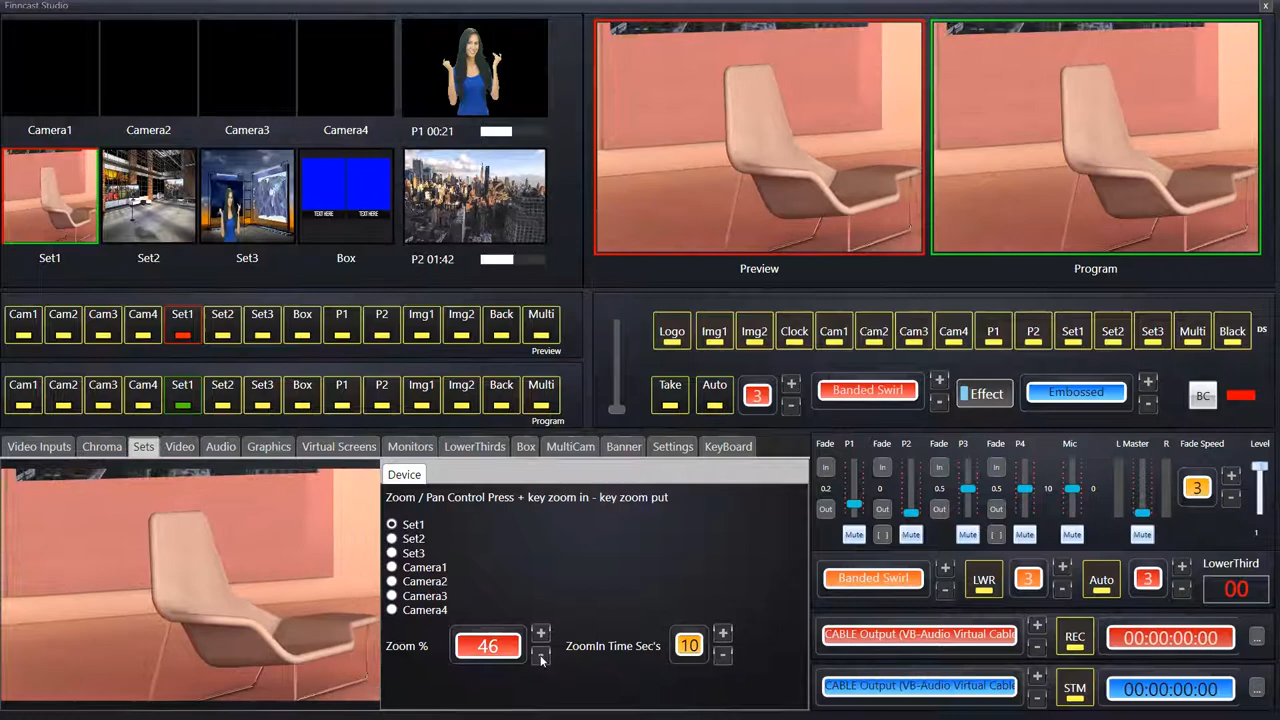 Finncast Studio
x
Camera1 Camera2 Camera3 Camera4 P1 00:21
TEXT HERE TEXT HERE
Set1 Set2 Set3 Box P2 01:42
Preview Program
Cam1 Cam2 Cam3 Cam4 Set1 Set2 Set3 Box P1 P2 Img1 Img2 Back Multi
Preview
Logo Img1 Img2 Clock Cam1 Cam2 Cam3 Cam4 P1 P2 Set1 Set2 Set3 Multi Black DS
Cam1 Cam2 Cam3 Cam4 Set1 Set2 Set3 Box P1 P2 Img1 Img2 Back Multi
Program
Take Auto 3 + - Banded Swirl + - Effect Embossed + - BC
Video Inputs Chroma Sets Video Audio Graphics Virtual Screens Monitors LowerThirds Box MultiCam Banner Settings KeyBoard
Fade P1 Fade P2 Fade P3 Fade P4 Mic L Master R Fade Speed Level
In In In In
0.2 0 0.5 0.5 10 0 3 + -
Out Out Out
Mute [ ] Mute Mute [ ] Mute Mute Mute 1
Device
Zoom / Pan Control Press + key zoom in - key zoom put
Set1
Set2
Set3
Camera1
Camera2
Camera3
Camera4
Zoom % 46 + - ZoomIn Time Sec's 10 + -
Banded Swirl + - LWR 3 + - Auto 3 + - LowerThird
00
CABLE Output (VB-Audio Virtual Cable + - REC 00:00:00:00 ...
CABLE Output (VB-Audio Virtual Cable + - STM 00:00:00:00 ...